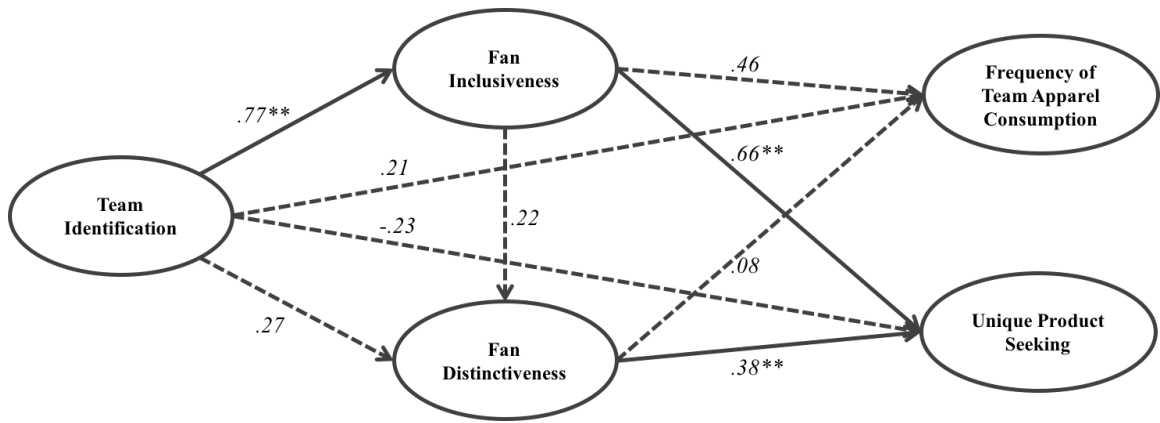 Fan
Inclusiveness
.46
Frequency of
Team Apparel
Consumption
.77**
.21
.66**
Team
Identification
-.23
.22
.08
.27
Unique Product
Seeking
Fan
Distinctiveness
.38**